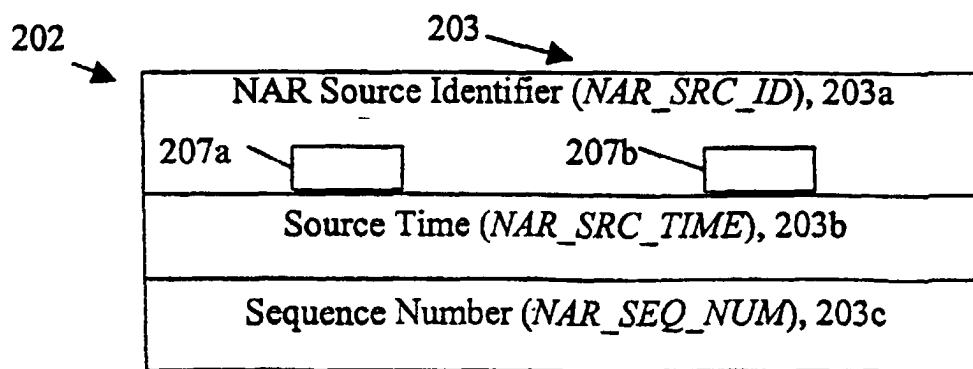 202
203
NAR Source Identifier (NAR_SRC_ID), 203a
207a
207b
Source Time (NAR_SRC_TIME), 203b
Sequence Number (NAR_SEQ_NUM), 203c